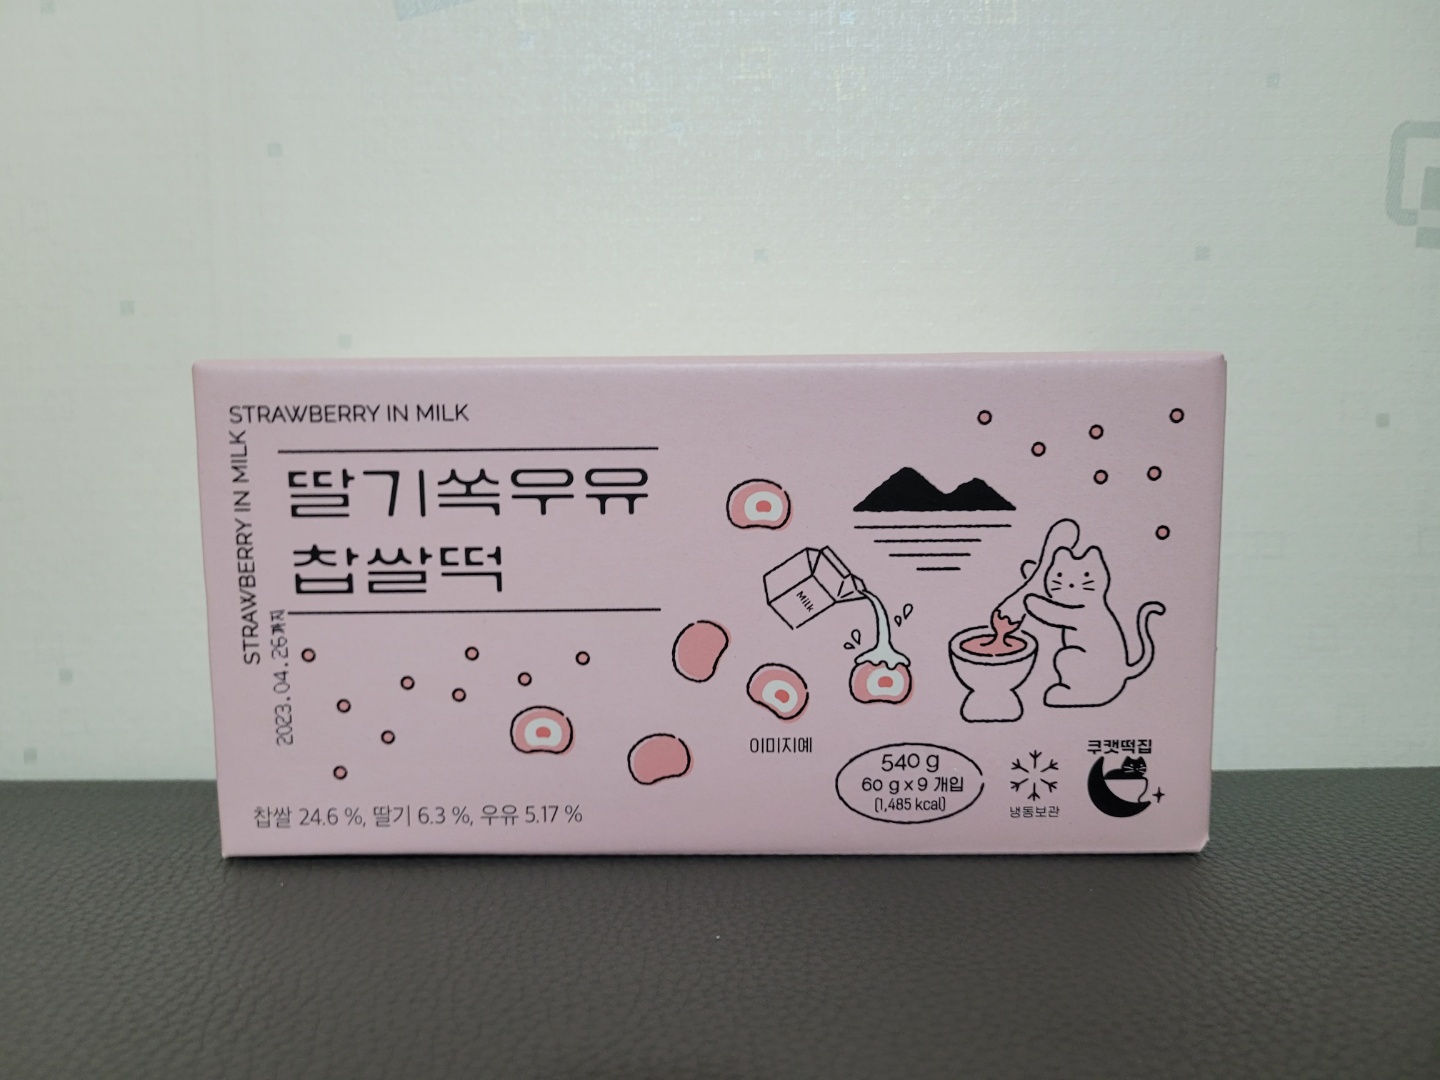 STRAWBERRY IN MILK
STRAWBERRY IN MILK
딸기쏙우유
찹쌀떡
2023.04.26까지
Milk
이미지예
540 g
60 g x 9 개입
(1,485 kcal)
냉동보관
쿠캣떡집
찹쌀 24.6 %, 딸기 6.3 %, 우유 5.17 %